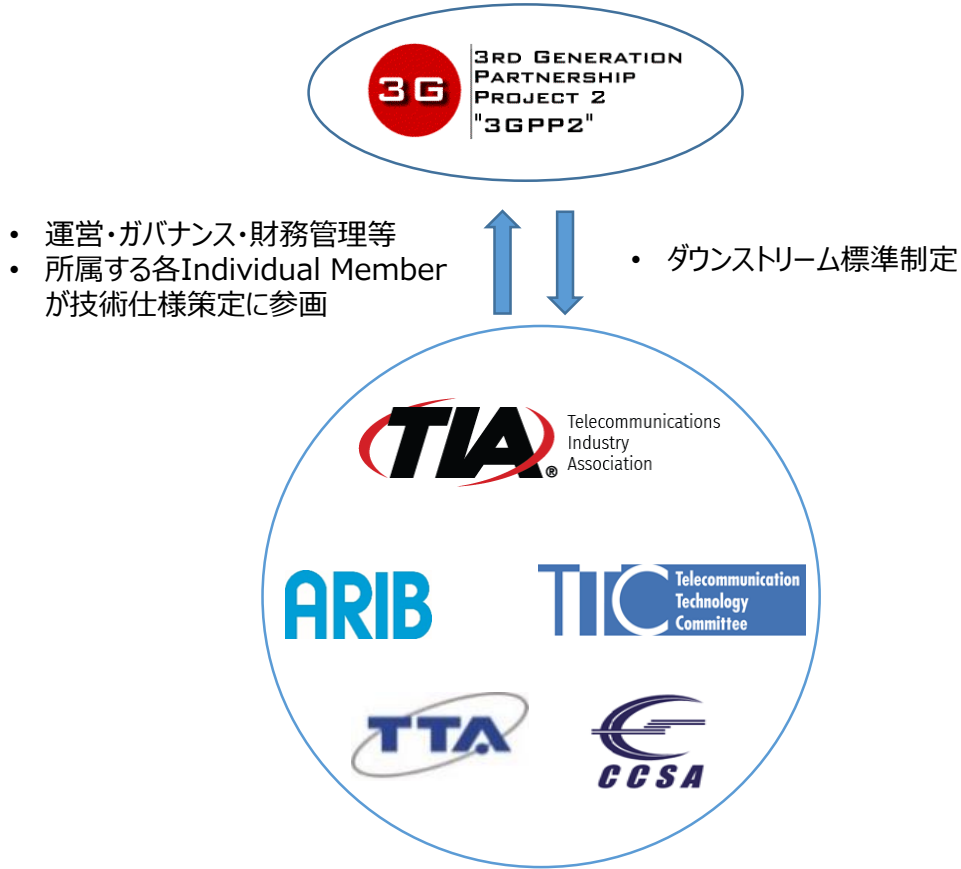 3G
3RD GENERATION
PARTNERSHIP
PROJECT 2
"3GPP2"
• 運営・ガバナンス・財務管理等
• 所属する各Individual Member
が技術仕様策定に参画
• ダウンストリーム標準制定
TIA®
Telecommunications
Industry
Association
ARIB
TTC
Telecommunication
Technology
Committee
TTA
CCSA